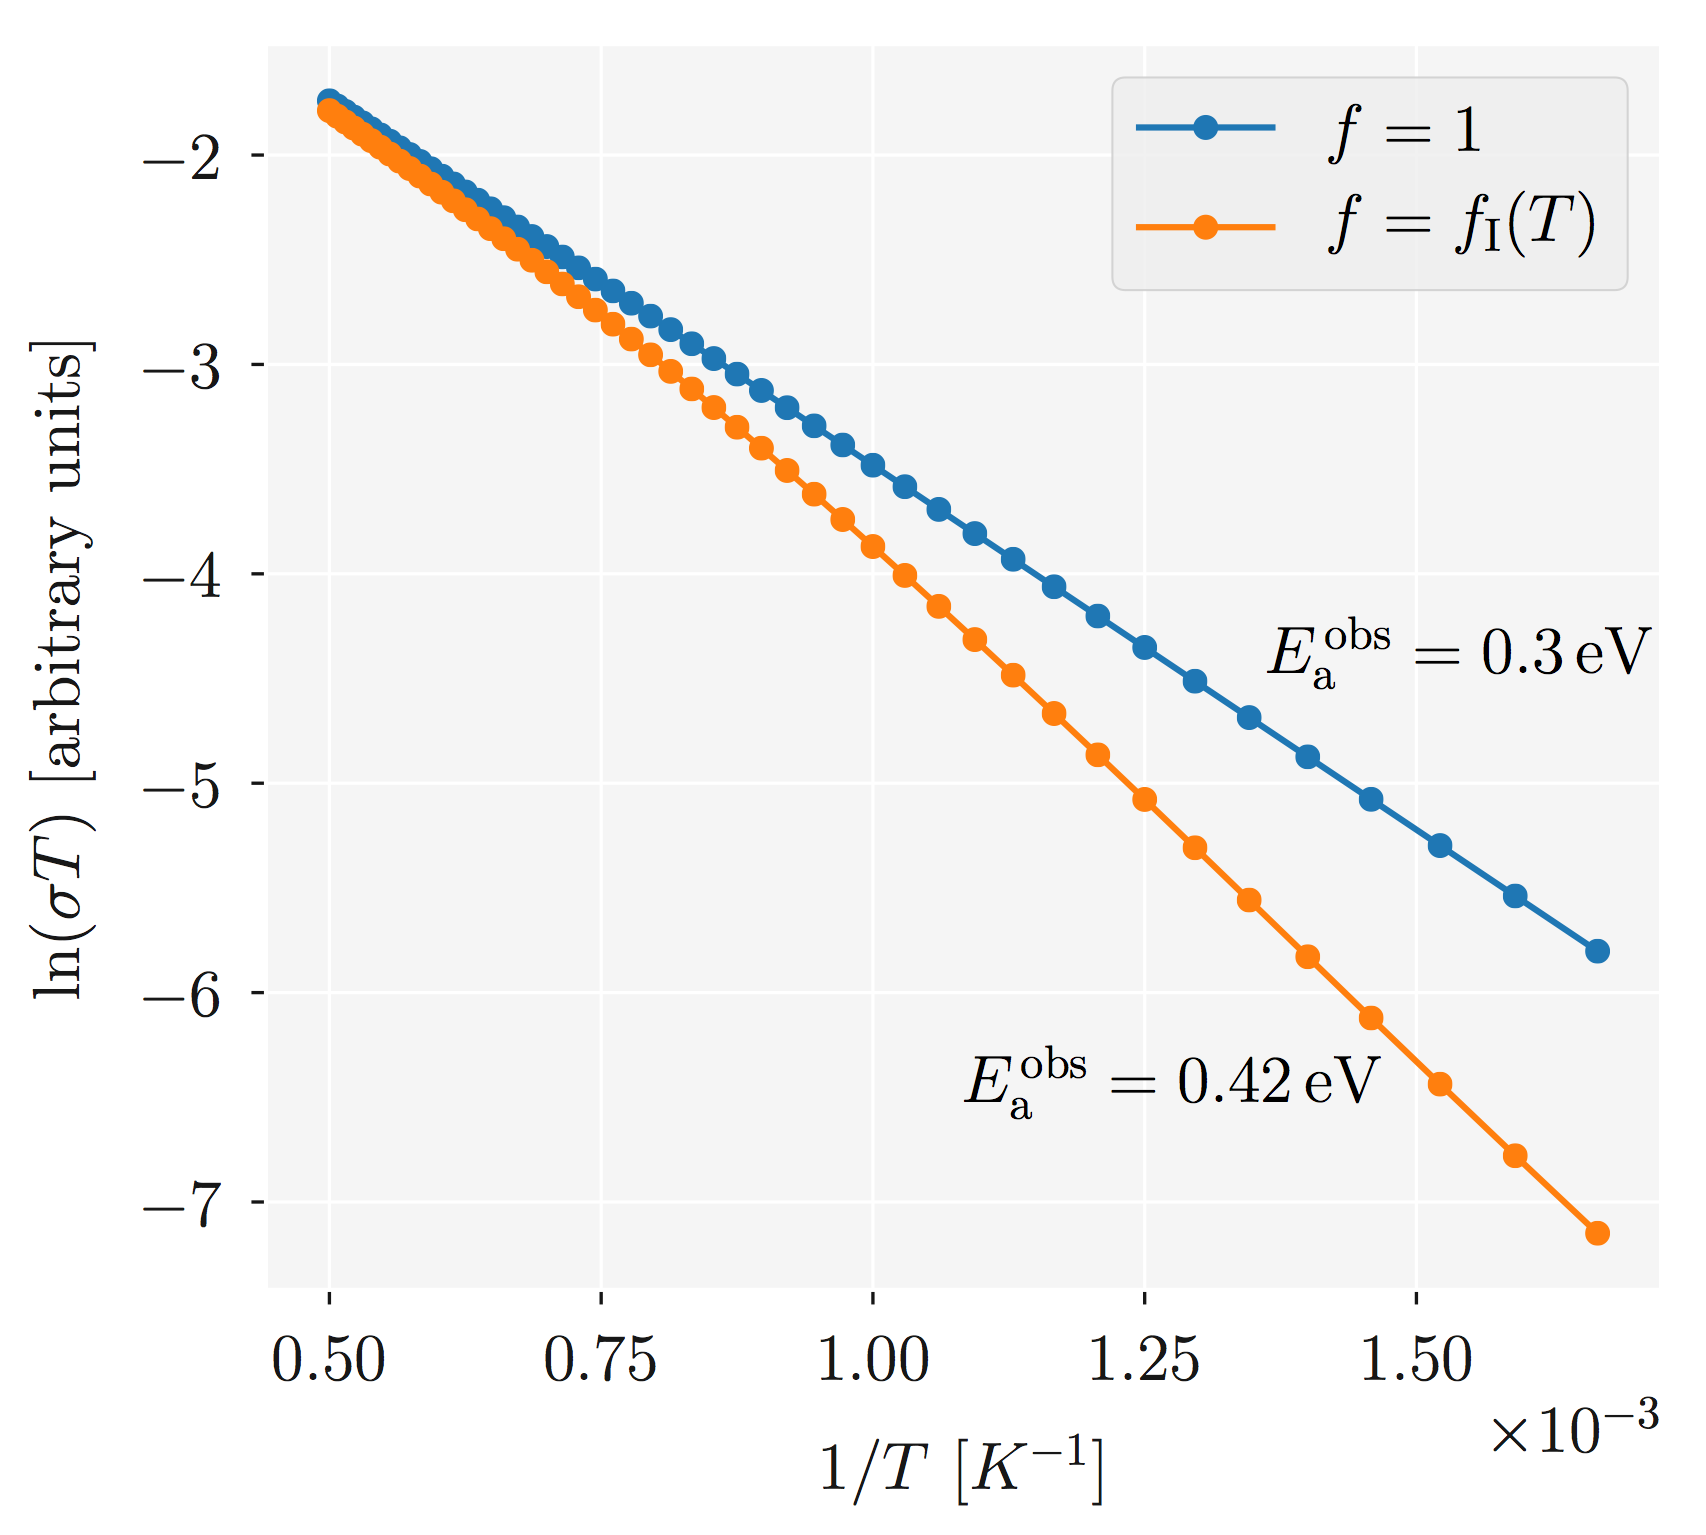 f = 1
f = f_I(T)
−2
−3
−4
−5
−6
−7
ln(σT) [arbitrary units]
E_a^obs = 0.3 eV
E_a^obs = 0.42 eV
0.50 0.75 1.00 1.25 1.50
×10⁻³
1/T [K⁻¹]